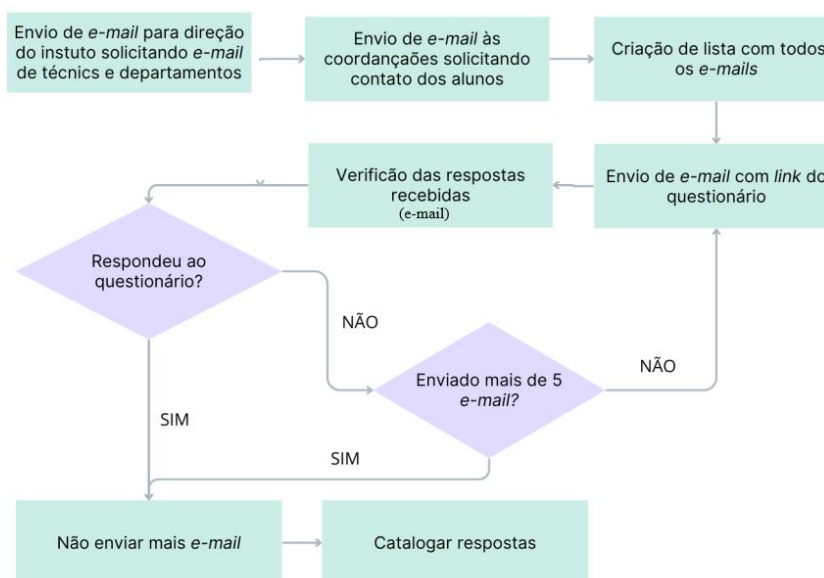 Envio de e-mail para direção
do instuto solicitando e-mail
de técnics e departamentos
Envio de e-mail às
coordançaões solicitando
contato dos alunos
Criação de lista com todos
os e-mails
Envio de e-mail com link do
questionário
Verificão das respostas
recebidas
(e-mail)
Respondeu ao
questionário?
NÃO
Enviado mais de 5
e-mail?
NÃO
SIM
SIM
Não enviar mais e-mail
Catalogar respostas